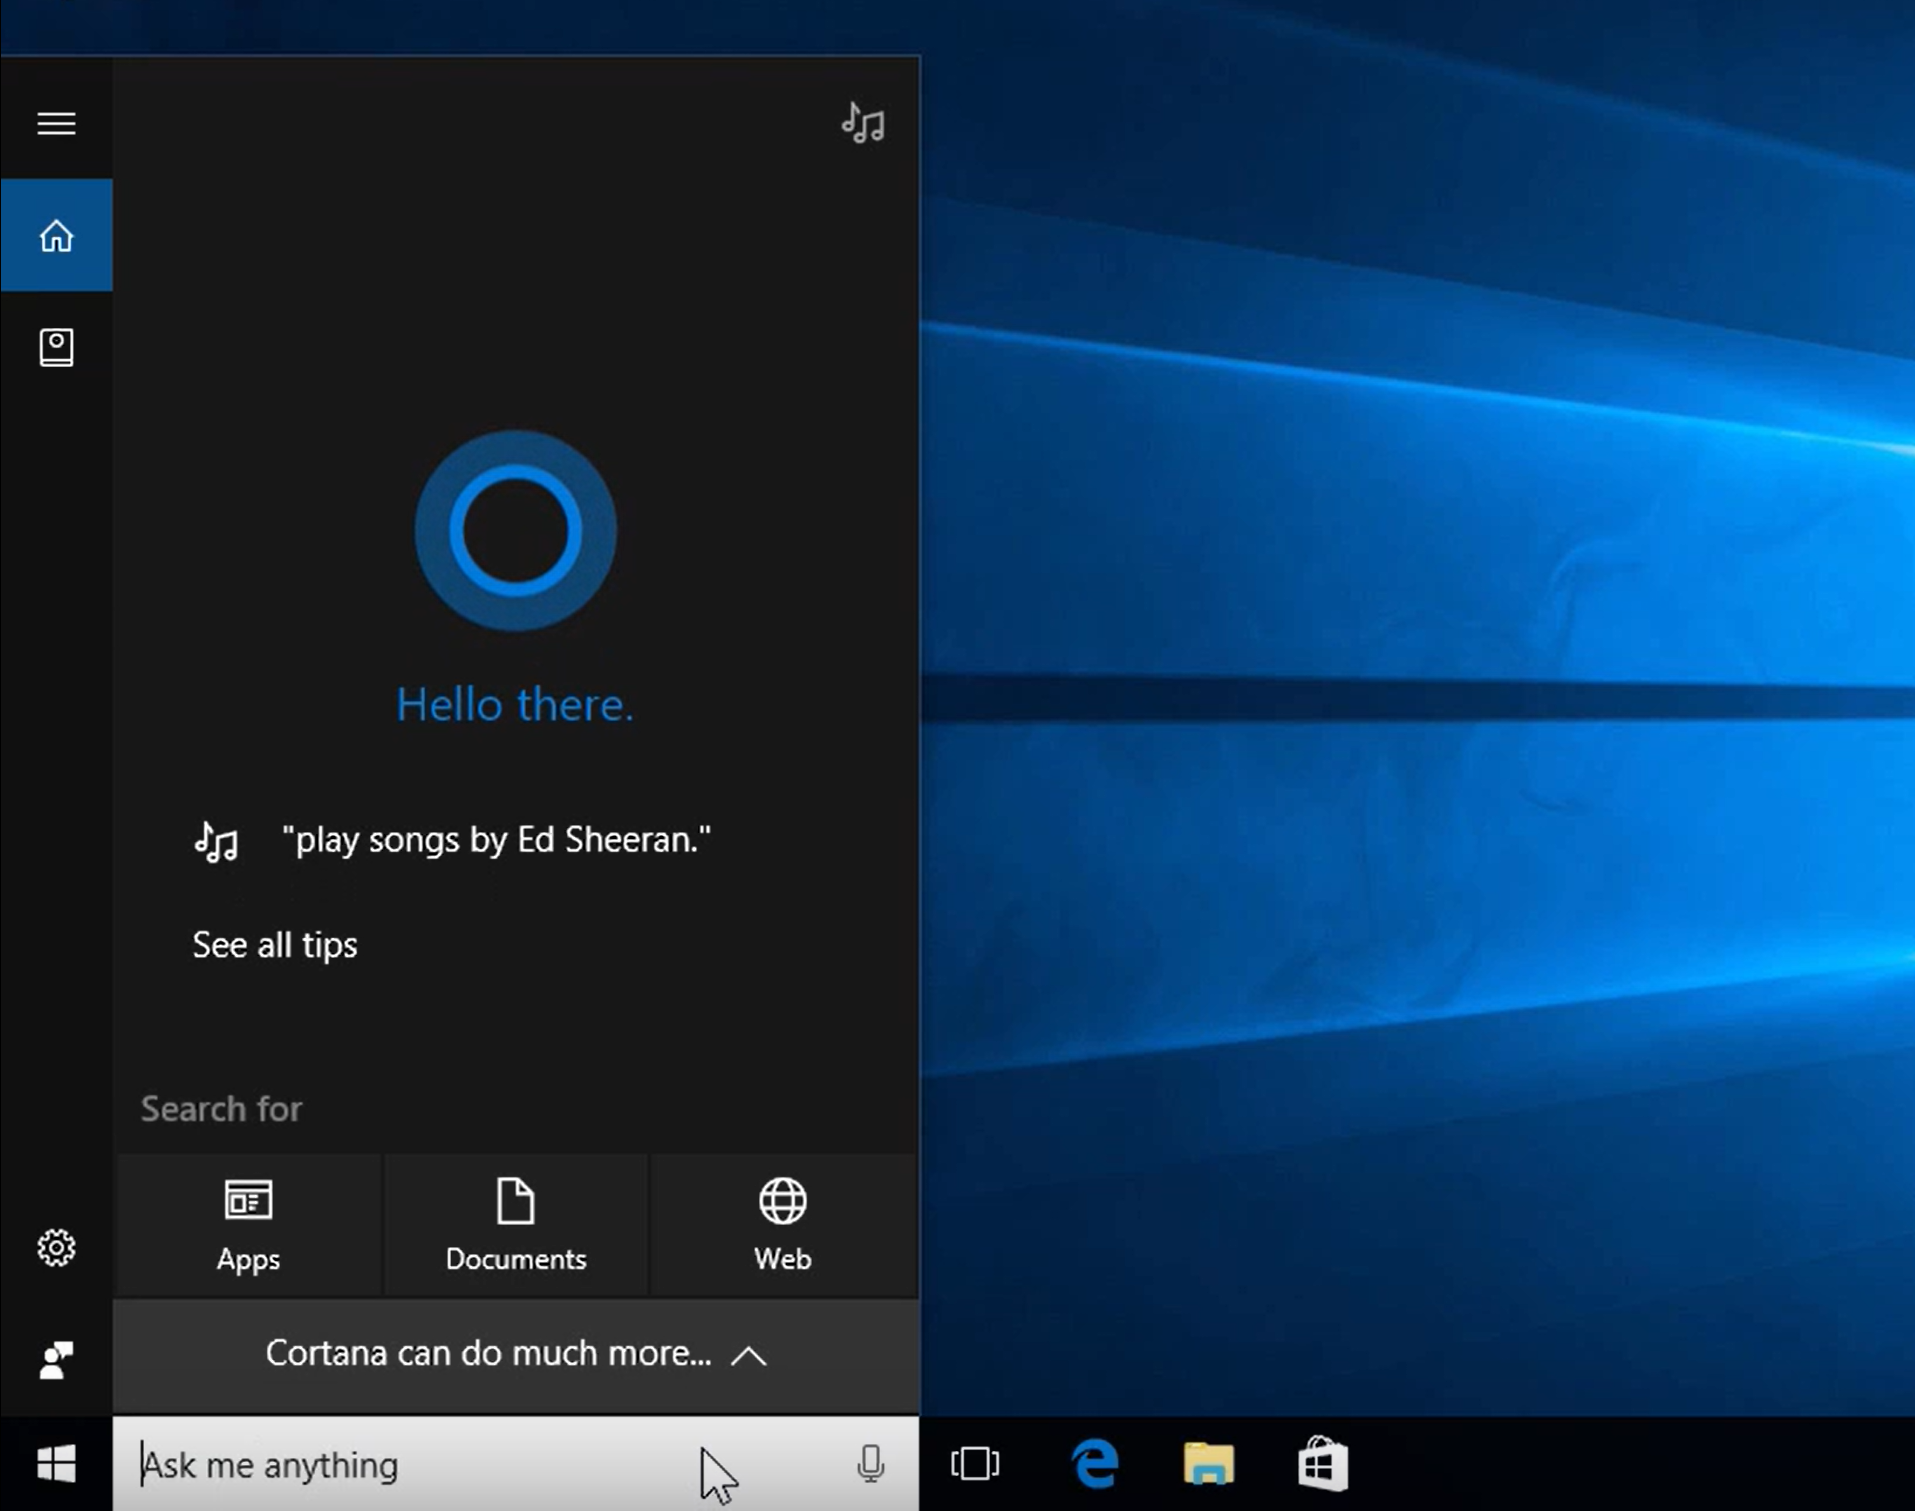 Hello there.
"play songs by Ed Sheeran."
See all tips
Search for
Apps
Documents
Web
Cortana can do much more...
Ask me anything